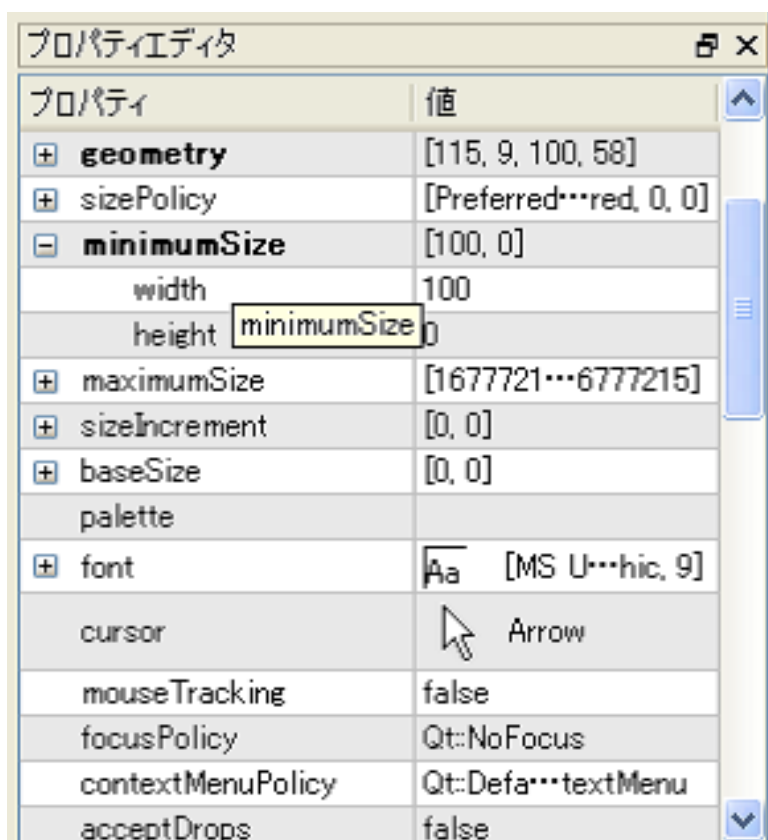 プロパティエディタ
プロパティ 値
geometry [115, 9, 100, 58]
sizePolicy [Preferred…red, 0, 0]
minimumSize [100, 0]
width 100
height 0
minimumSize
maximumSize [1677721…6777215]
sizeIncrement [0, 0]
baseSize [0, 0]
palette
font Aa [MS U…hic, 9]
cursor Arrow
mouseTracking false
focusPolicy Qt::NoFocus
contextMenuPolicy Qt::Defa…textMenu
acceptDrops false